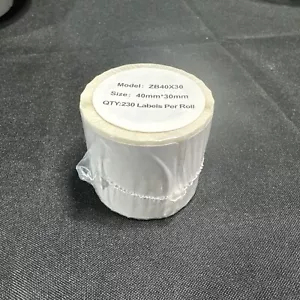 Model: ZB40X30
Size: 40mm*30mm
QTY:230 Labels Per Roll